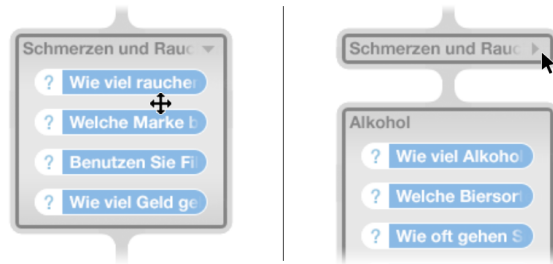 Schmerzen und Rauc
? Wie viel rauchen
? Welche Marke b
? Benutzen Sie Fi
? Wie viel Geld ge
Schmerzen und Rauc
Alkohol
? Wie viel Alkohol
? Welche Biersort
? Wie oft gehen S